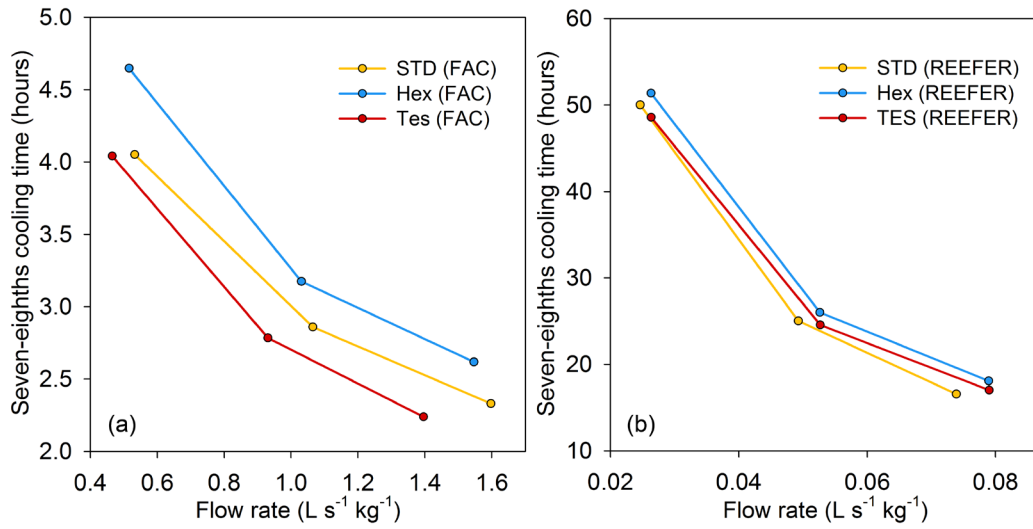 5.0
4.5
4.0
3.5
3.0
2.5
2.0
Seven-eighths cooling time (hours)
STD (FAC)
Hex (FAC)
Tes (FAC)
(a)
0.4 0.6 0.8 1.0 1.2 1.4 1.6
Flow rate (L s⁻¹ kg⁻¹)
60
50
40
30
20
10
Seven-eighths cooling time (hours)
STD (REEFER)
Hex (REEFER)
TES (REEFER)
(b)
0.02 0.04 0.06 0.08
Flow rate (L s⁻¹ kg⁻¹)